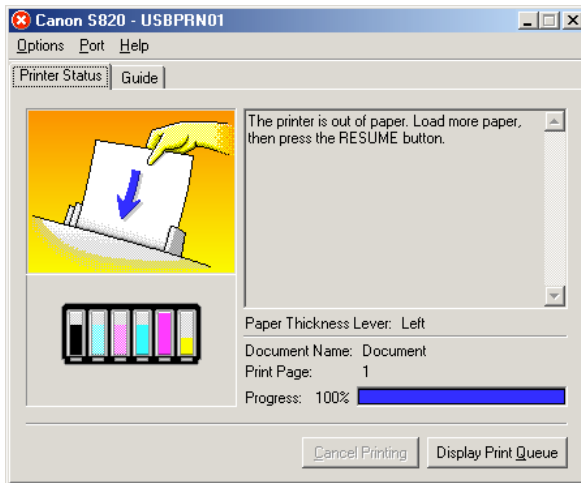 Canon S820 - USBPRN01
Options Port Help
Printer Status Guide
The printer is out of paper. Load more paper,
then press the RESUME button.
Paper Thickness Lever: Left
Document Name: Document
Print Page: 1
Progress: 100%
Cancel Printing Display Print Queue